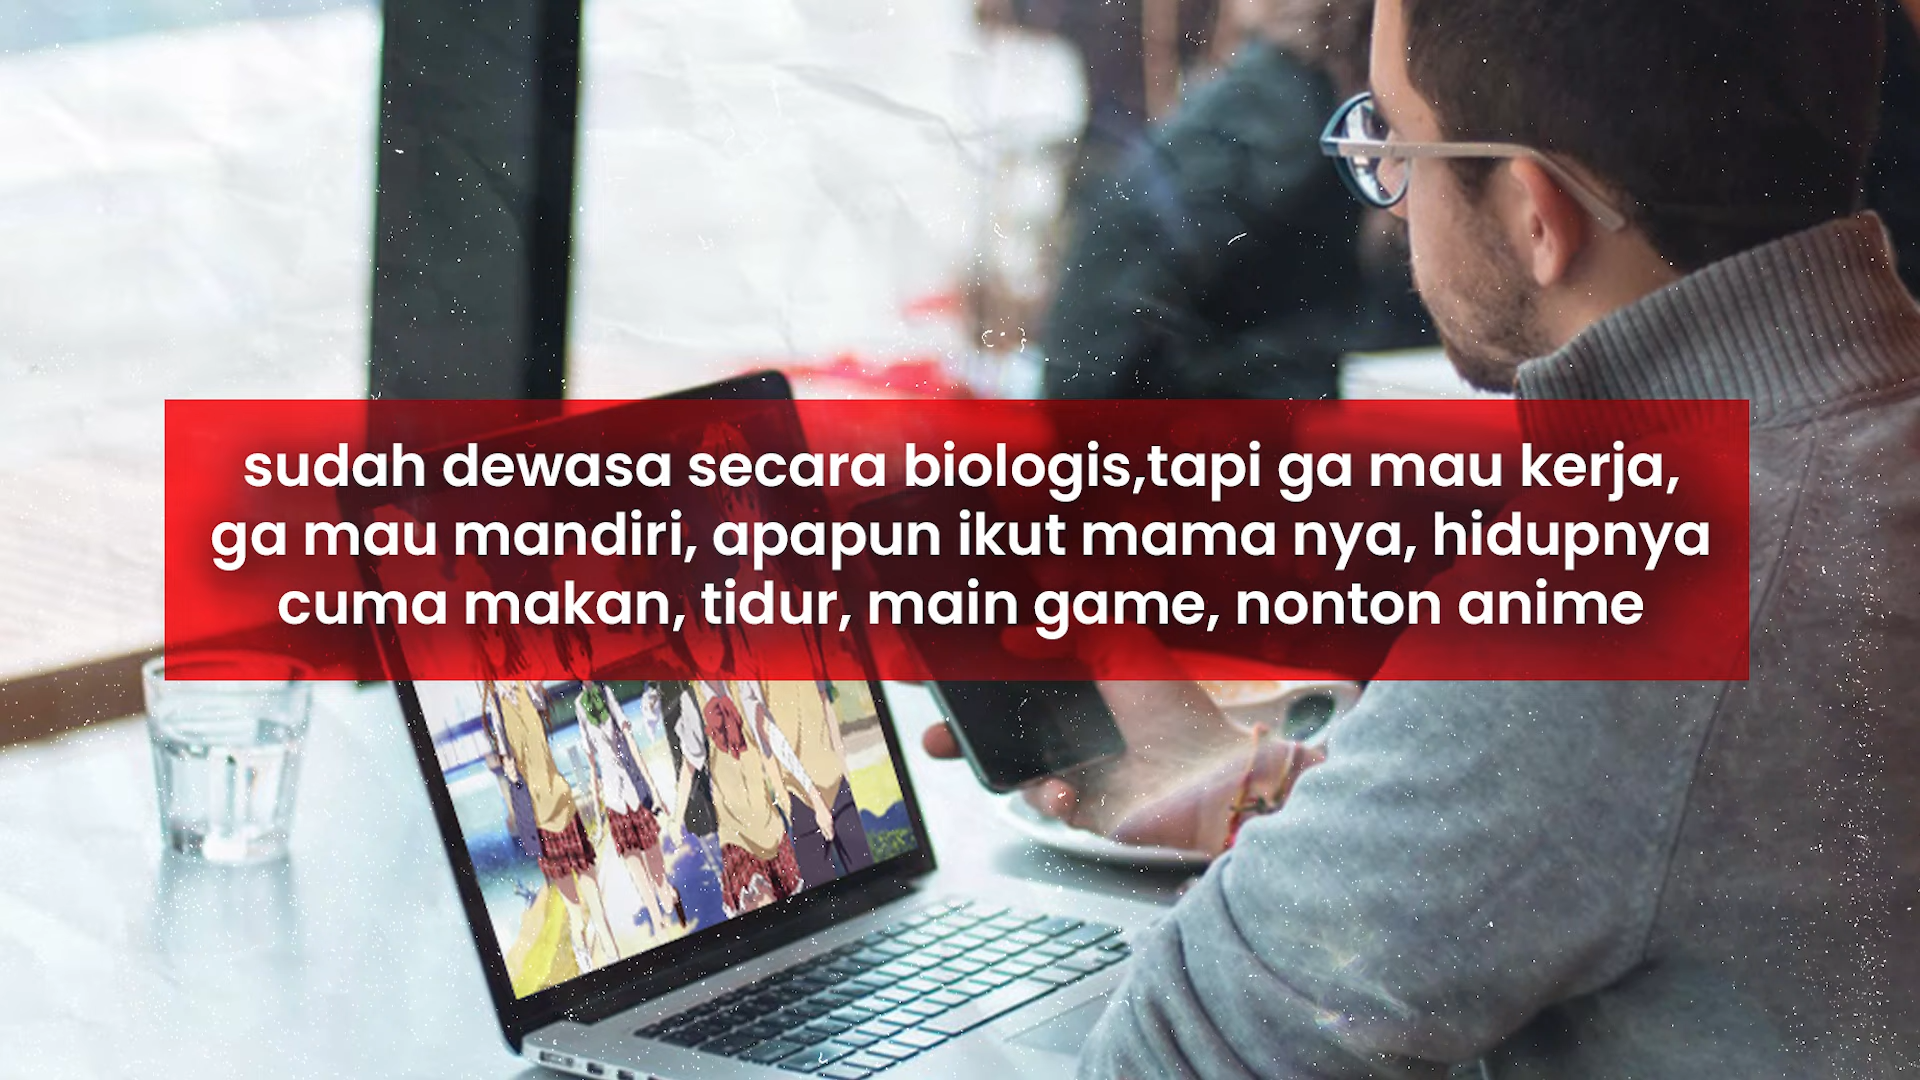 sudah dewasa secara biologis,tapi ga mau kerja,
ga mau mandiri, apapun ikut mama nya, hidupnya
cuma makan, tidur, main game, nonton anime